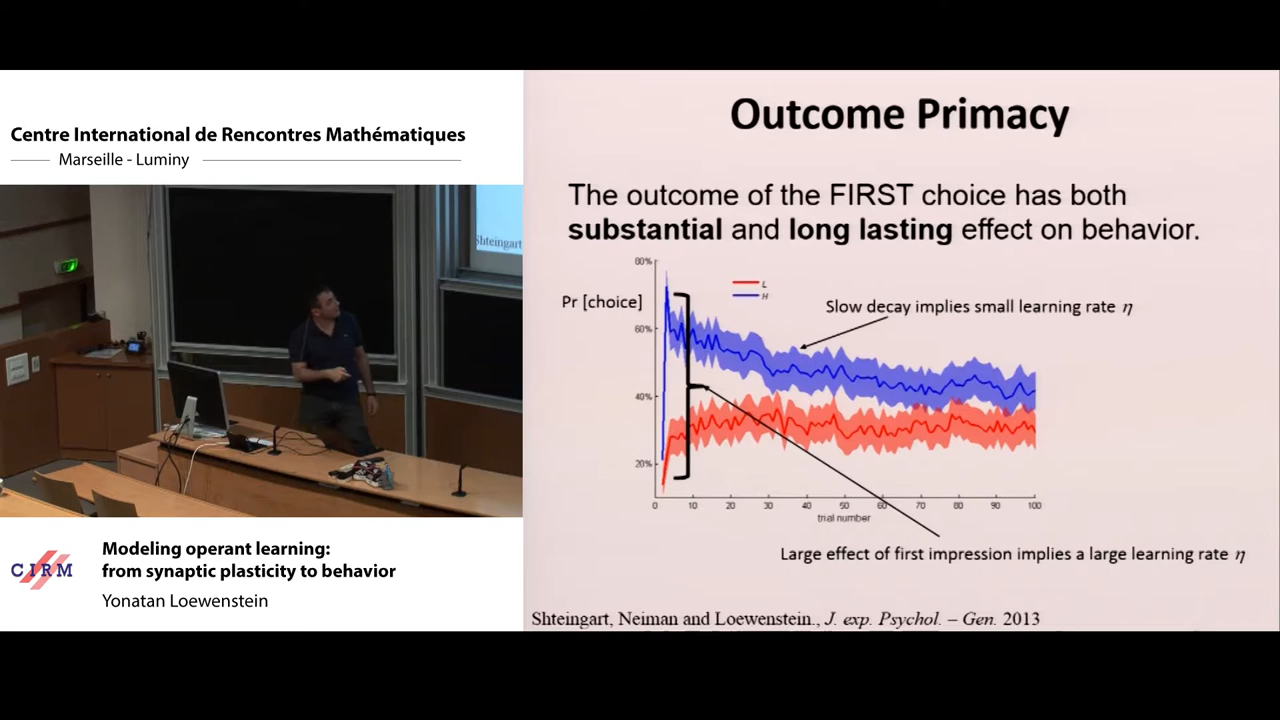 Centre International de Rencontres Mathématiques
Marseille - Luminy
Shteingart
CIRM
Modeling operant learning:
from synaptic plasticity to behavior
Yonatan Loewenstein
Outcome Primacy
The outcome of the FIRST choice has both
substantial and long lasting effect on behavior.
80%
60%
40%
20%
Pr [choice]
L
H
Slow decay implies small learning rate η
0 10 20 30 40 50 60 70 80 90 100
trial number
Large effect of first impression implies a large learning rate η
Shteingart, Neiman and Loewenstein., J. exp. Psychol. – Gen. 2013